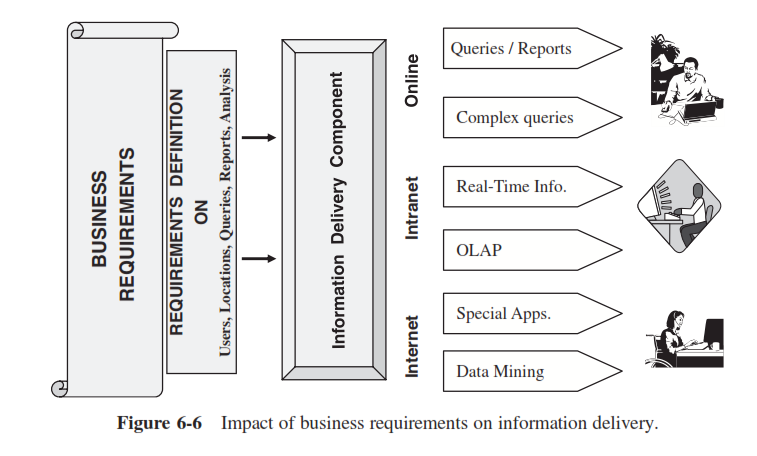 BUSINESS
REQUIREMENTS
REQUIREMENTS DEFINITION
ON
Users, Locations, Queries, Reports, Analysis
Information Delivery Component
Online
Intranet
Internet
Queries / Reports
Complex queries
Real-Time Info.
OLAP
Special Apps.
Data Mining
Figure 6-6 Impact of business requirements on information delivery.